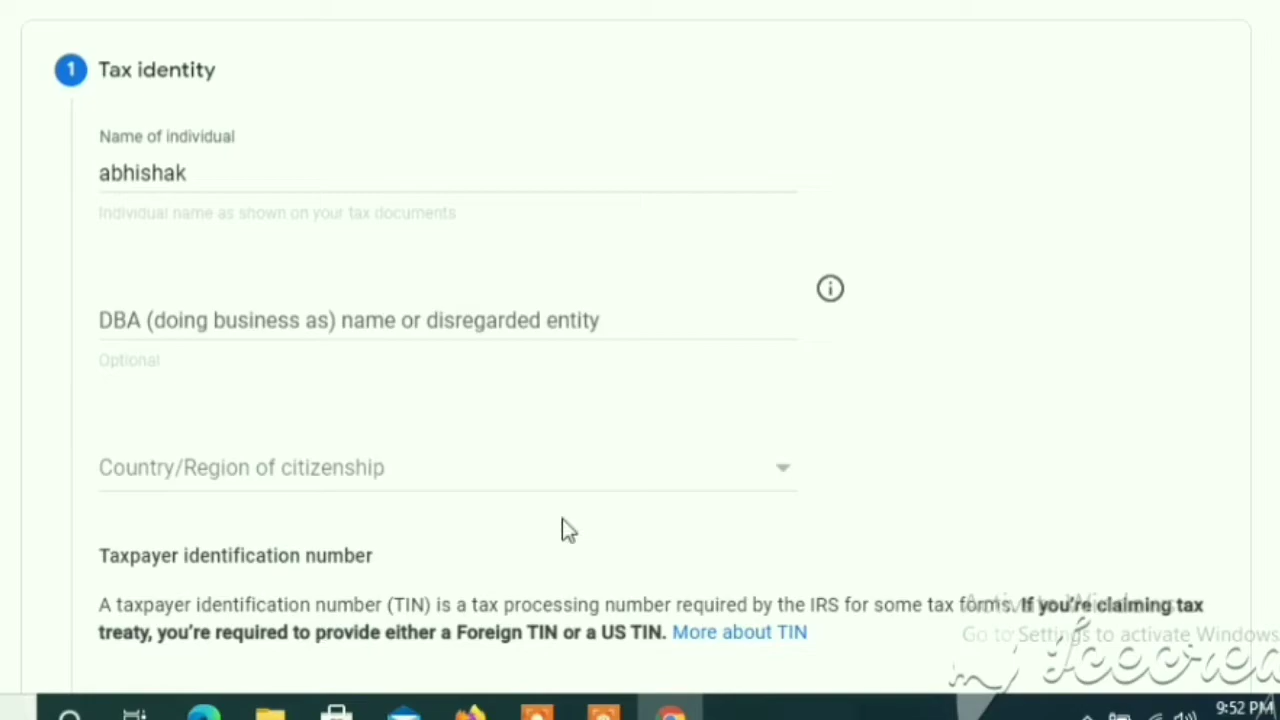 1 Tax identity
Name of individual
abhishak
Individual name as shown on your tax documents
DBA (doing business as) name or disregarded entity
Optional
Country/Region of citizenship
Taxpayer identification number
A taxpayer identification number (TIN) is a tax processing number required by the IRS for some tax forms. If you're claiming tax
treaty, you're required to provide either a Foreign TIN or a US TIN. More about TIN
Activate Windows
Go to Settings to activate Windows
my
9:52 PM